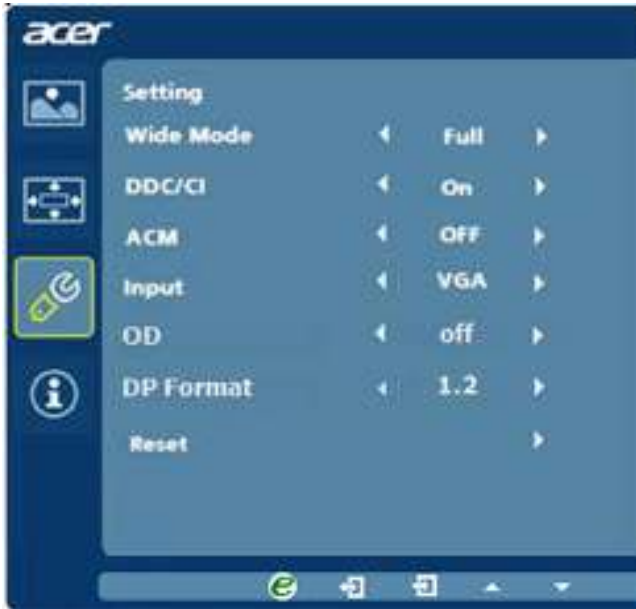 acer
Setting
Wide Mode Full
DDC/CI On
ACM OFF
Input VGA
OD off
DP Format 1.2
Reset
e